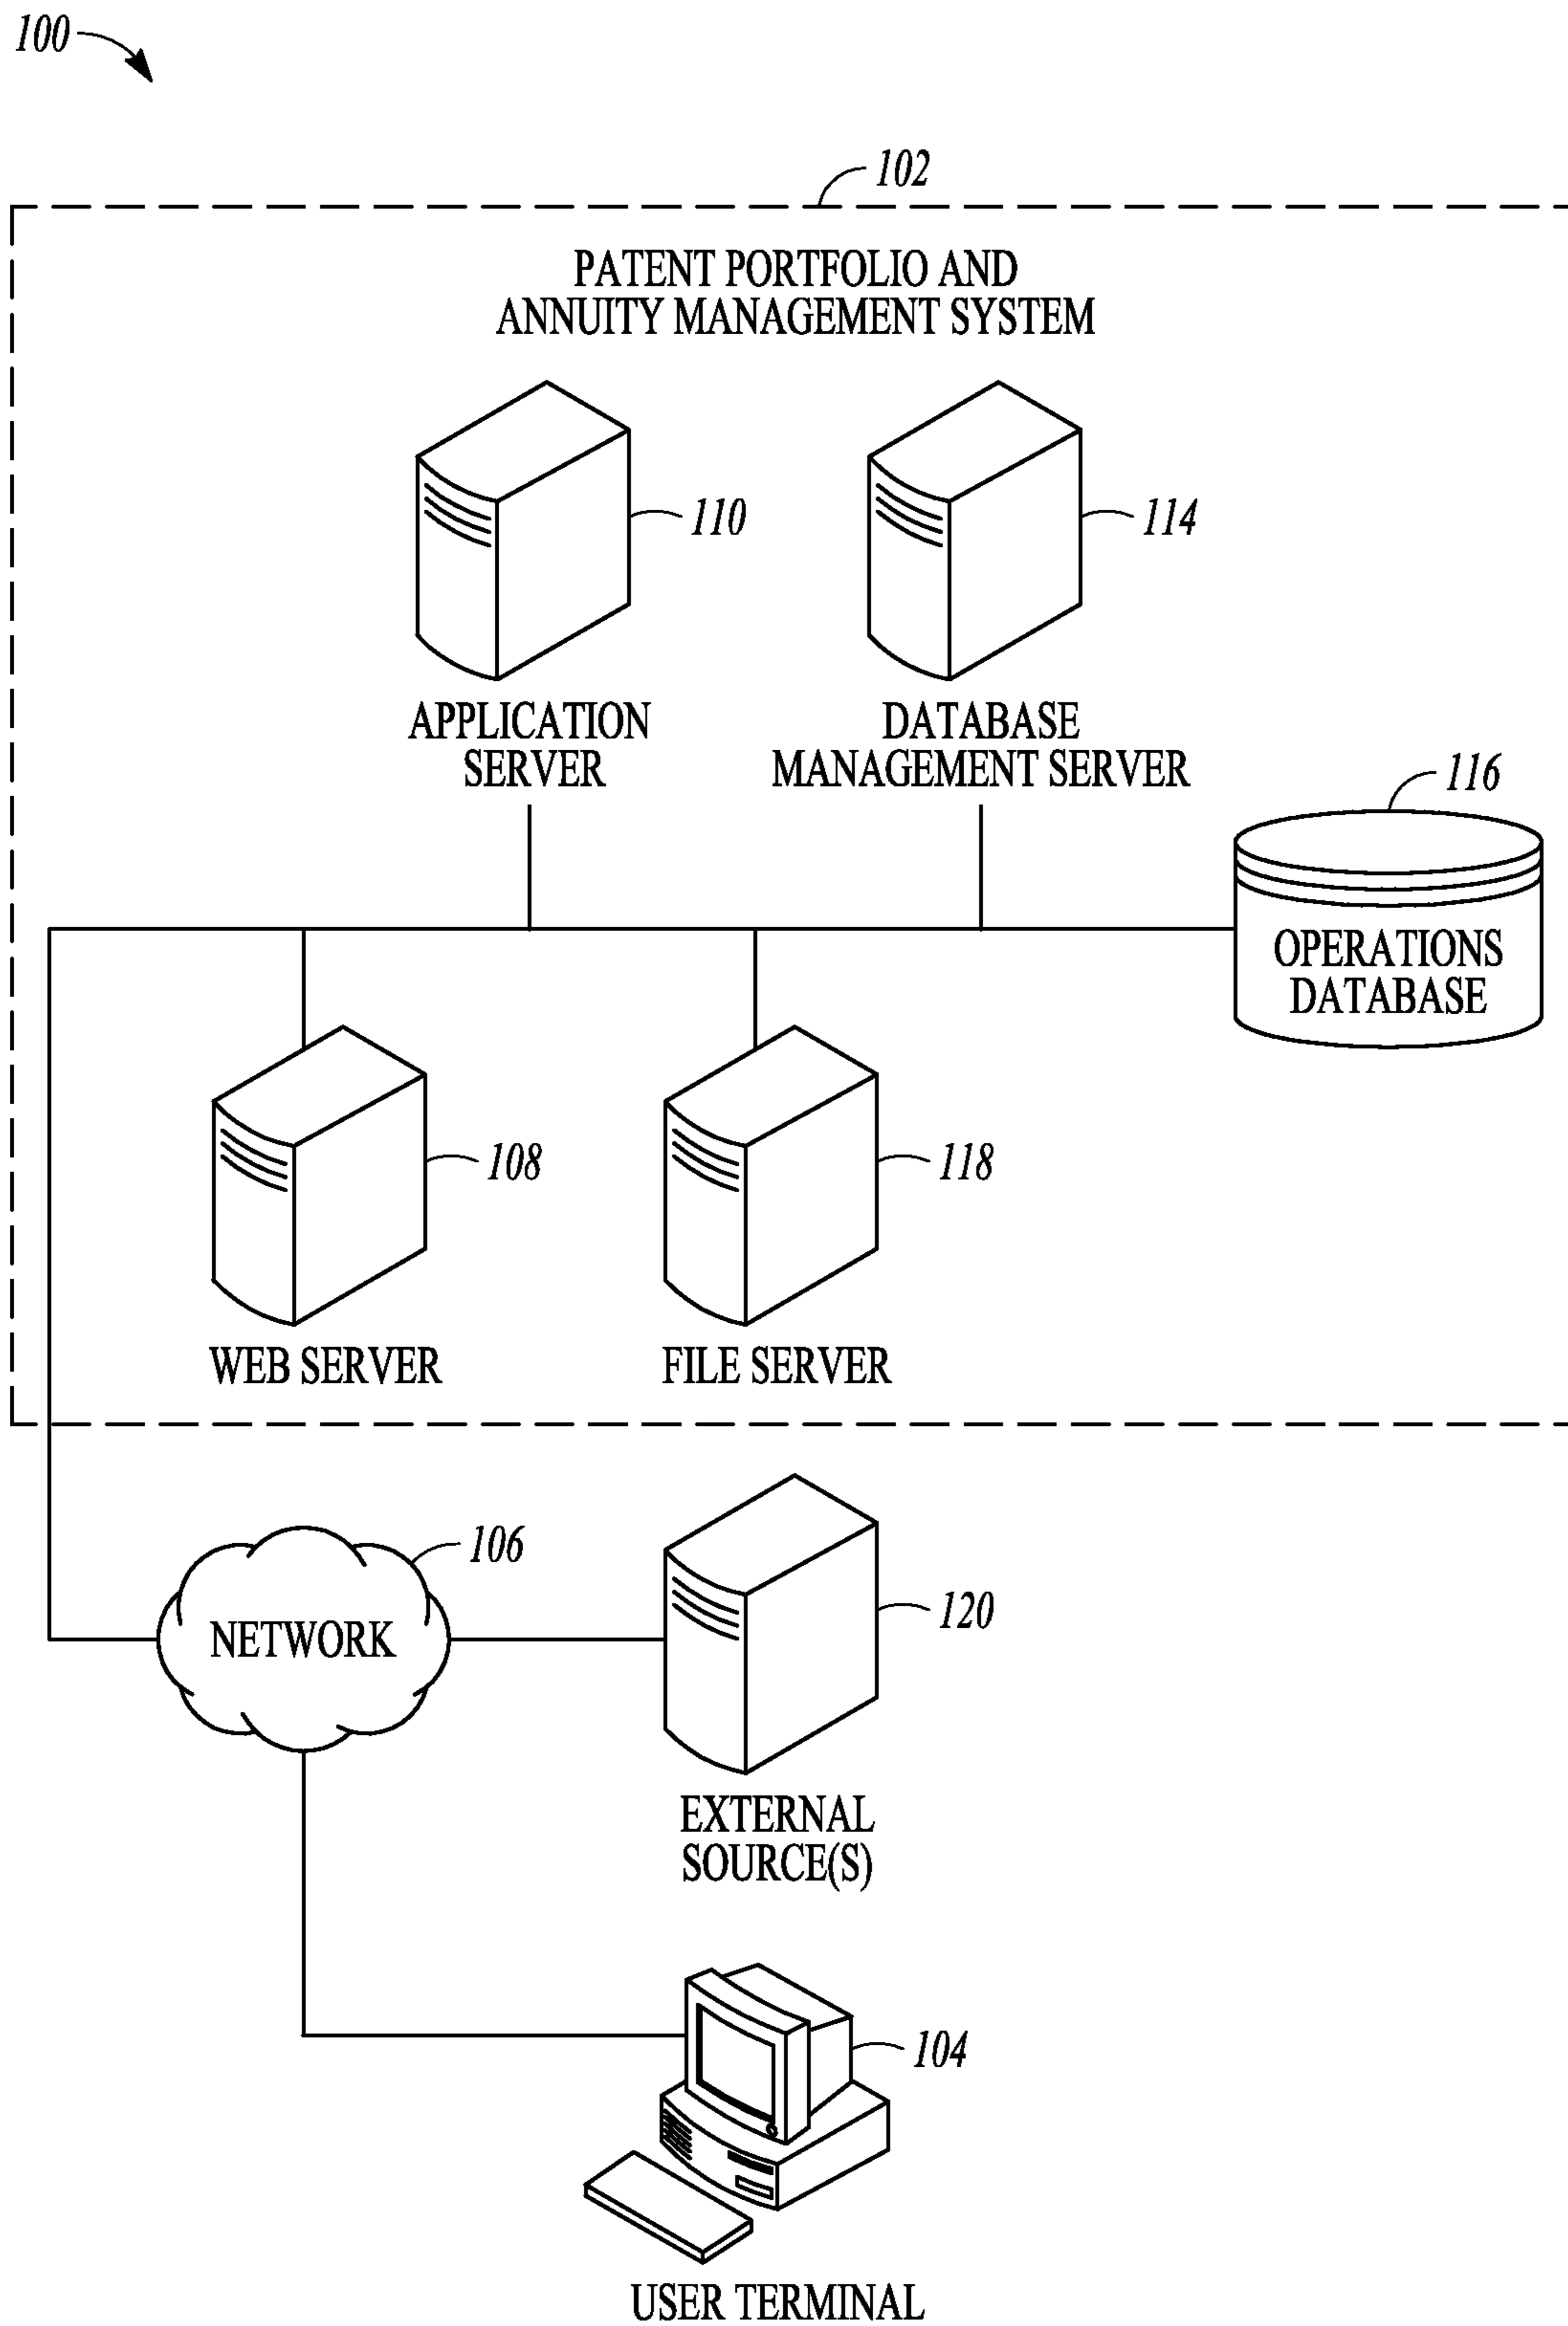 100
102
PATENT PORTFOLIO AND
ANNUITY MANAGEMENT SYSTEM
110
114
APPLICATION
SERVER
DATABASE
MANAGEMENT SERVER
116
OPERATIONS
DATABASE
108
118
WEB SERVER
FILE SERVER
106
NETWORK
120
EXTERNAL
SOURCE(S)
104
USER TERMINAL